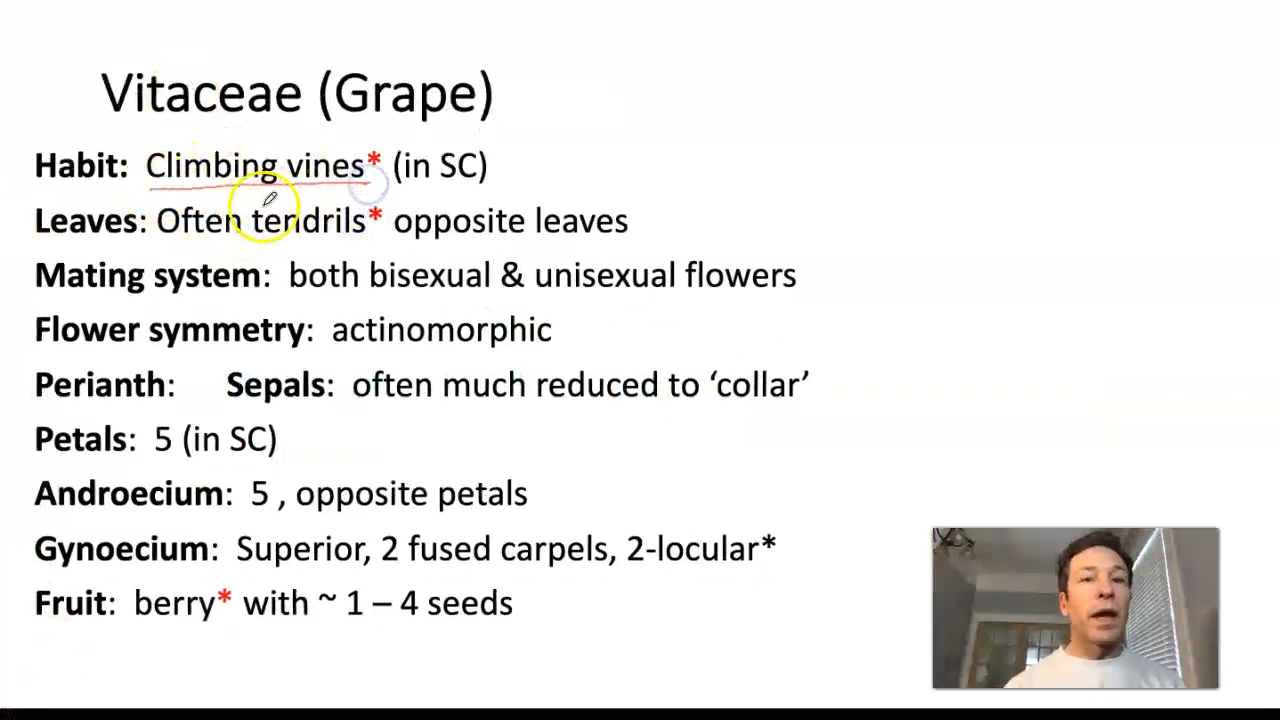 Vitaceae (Grape)
Habit: Climbing vines* (in SC)
Leaves: Often tendrils* opposite leaves
Mating system: both bisexual & unisexual flowers
Flower symmetry: actinomorphic
Perianth: Sepals: often much reduced to ‘collar’
Petals: 5 (in SC)
Androecium: 5 , opposite petals
Gynoecium: Superior, 2 fused carpels, 2-locular*
Fruit: berry* with ~ 1 – 4 seeds